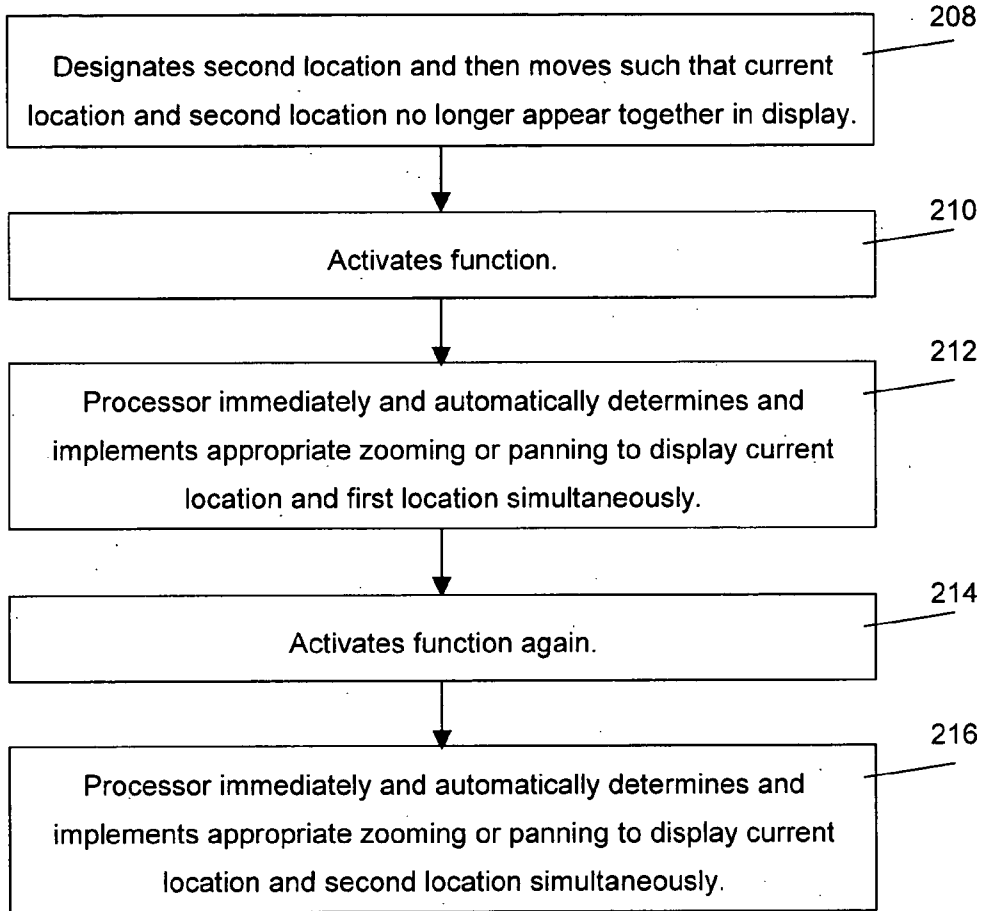 208
Designates second location and then moves such that current
location and second location no longer appear together in display.
210
Activates function.
212
Processor immediately and automatically determines and
implements appropriate zooming or panning to display current
location and first location simultaneously.
214
Activates function again.
216
Processor immediately and automatically determines and
implements appropriate zooming or panning to display current
location and second location simultaneously.